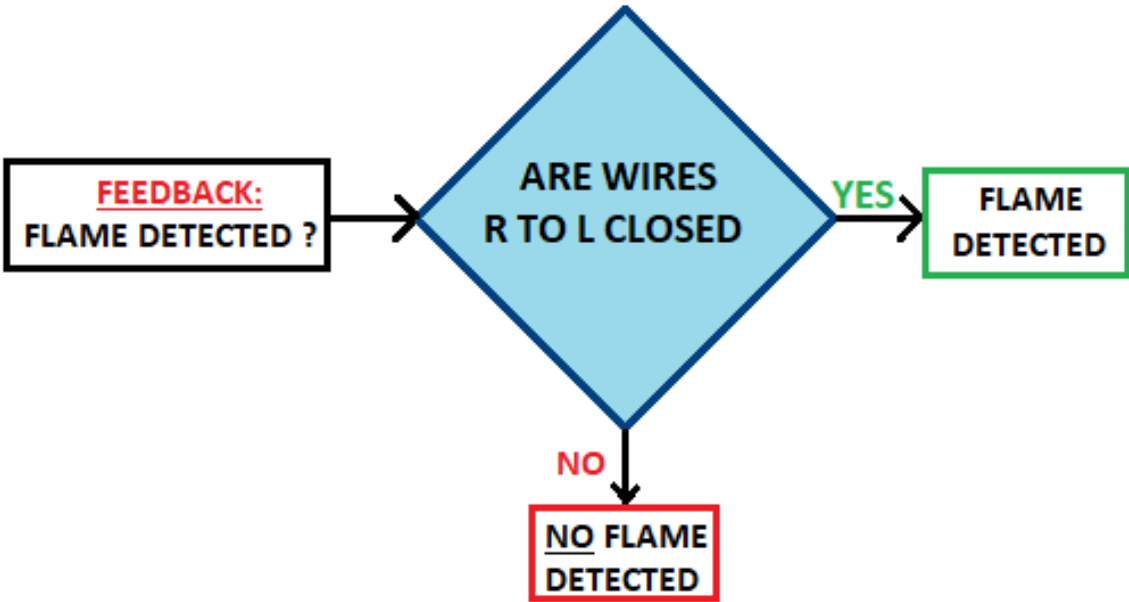 FEEDBACK:
FLAME DETECTED ?
ARE WIRES
R TO L CLOSED
YES
FLAME
DETECTED
NO
NO FLAME
DETECTED